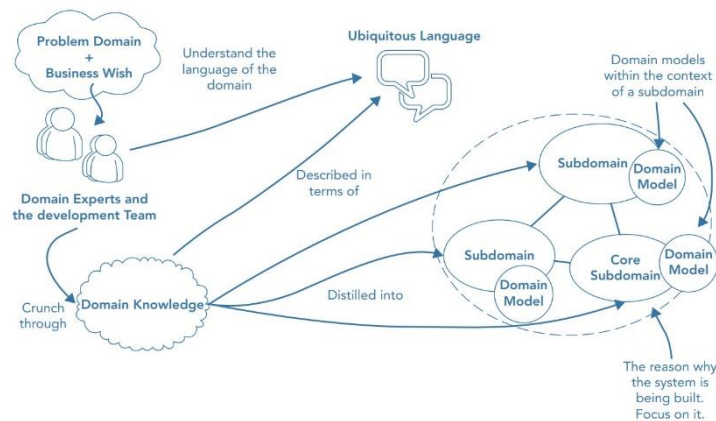 Problem Domain
+
Business Wish
Understand the
language of the
domain
Ubiquitous Language
Domain models
within the context
of a subdomain
Domain Experts and
the development Team
Described in
terms of
Subdomain
Domain
Model
Subdomain
Domain
Model
Core
Subdomain
Domain
Model
Crunch
through
Domain Knowledge
Distilled into
The reason why
the system is
being built.
Focus on it.